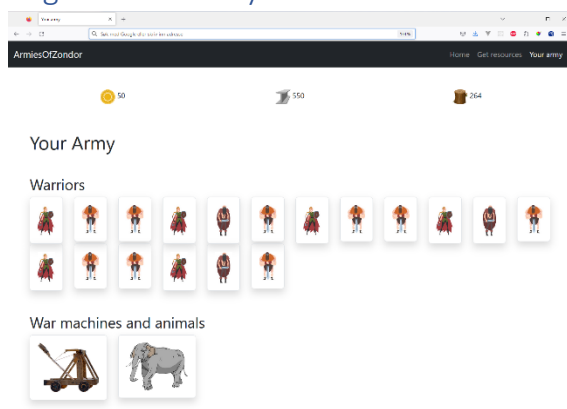 Your army
ArmiesOfZondor
Home Get resources Your army
50 550 264
Your Army
Warriors
War machines and animals